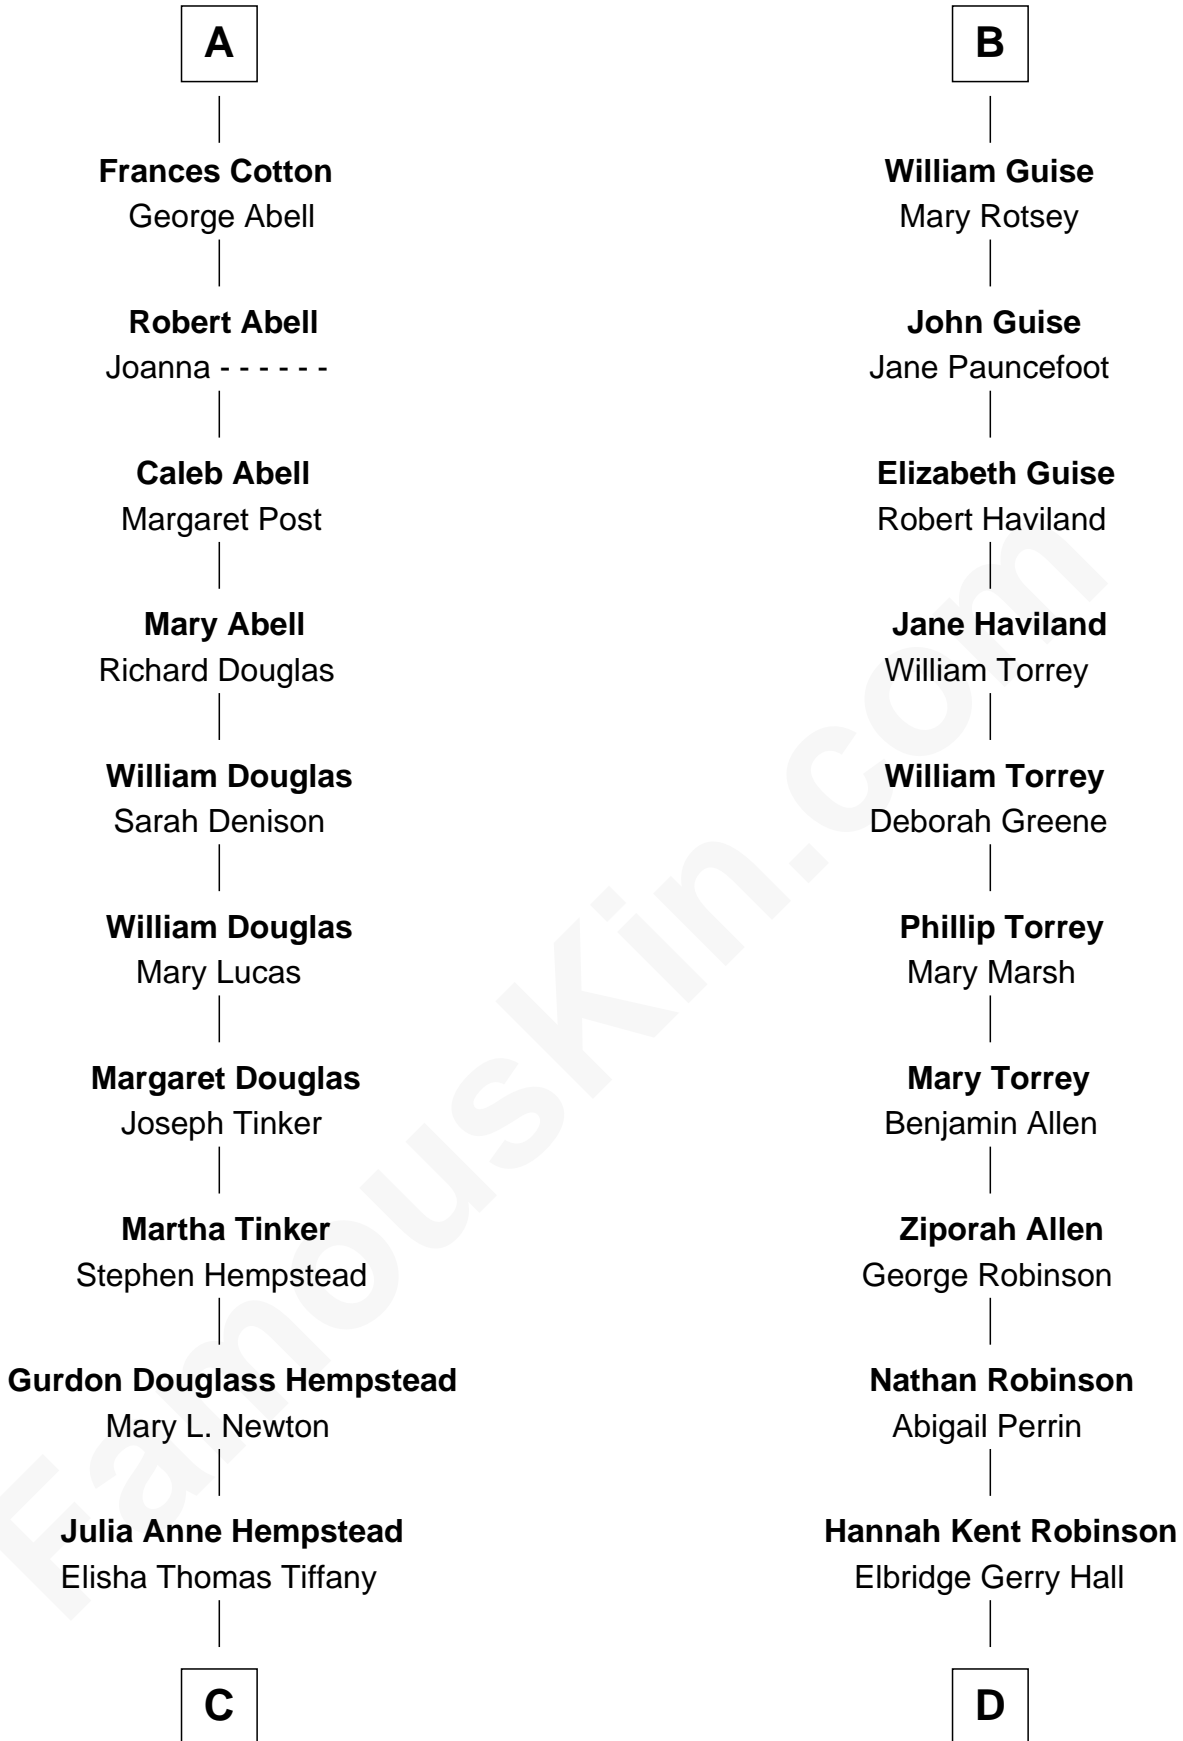 A
Frances Cotton
George Abell
Robert Abell
Joanna - - - - - -
Caleb Abell
Margaret Post
Mary Abell
Richard Douglas
William Douglas
Sarah Denison
William Douglas
Mary Lucas
Margaret Douglas
Joseph Tinker
Martha Tinker
Stephen Hempstead
Gurdon Douglass Hempstead
Mary L. Newton
Julia Anne Hempstead
Elisha Thomas Tiffany
C
B
William Guise
Mary Rotsey
John Guise
Jane Pauncefoot
Elizabeth Guise
Robert Haviland
Jane Haviland
William Torrey
William Torrey
Deborah Greene
Phillip Torrey
Mary Marsh
Mary Torrey
Benjamin Allen
Ziporah Allen
George Robinson
Nathan Robinson
Abigail Perrin
Hannah Kent Robinson
Elbridge Gerry Hall
D
FamousKin.com